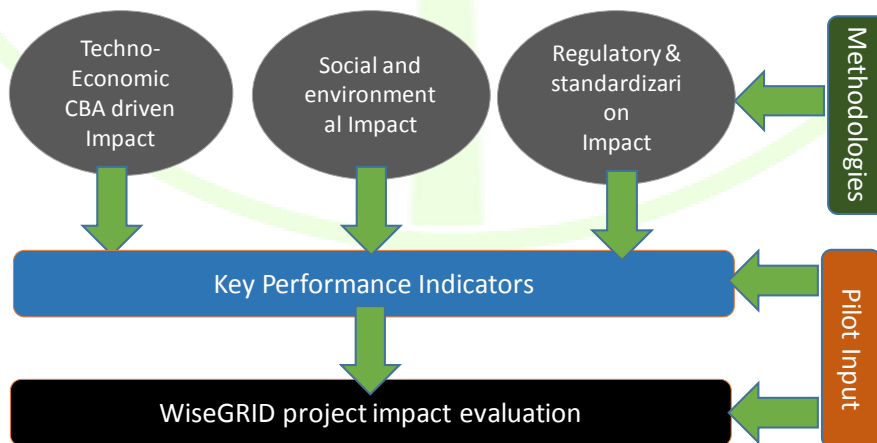 Techno-
Economic
CBA driven
Impact
Social and
environment
al Impact
Regulatory &
standardizari
on
Impact
Methodologies
Key Performance Indicators
Pilot Input
WiseGRID project impact evaluation